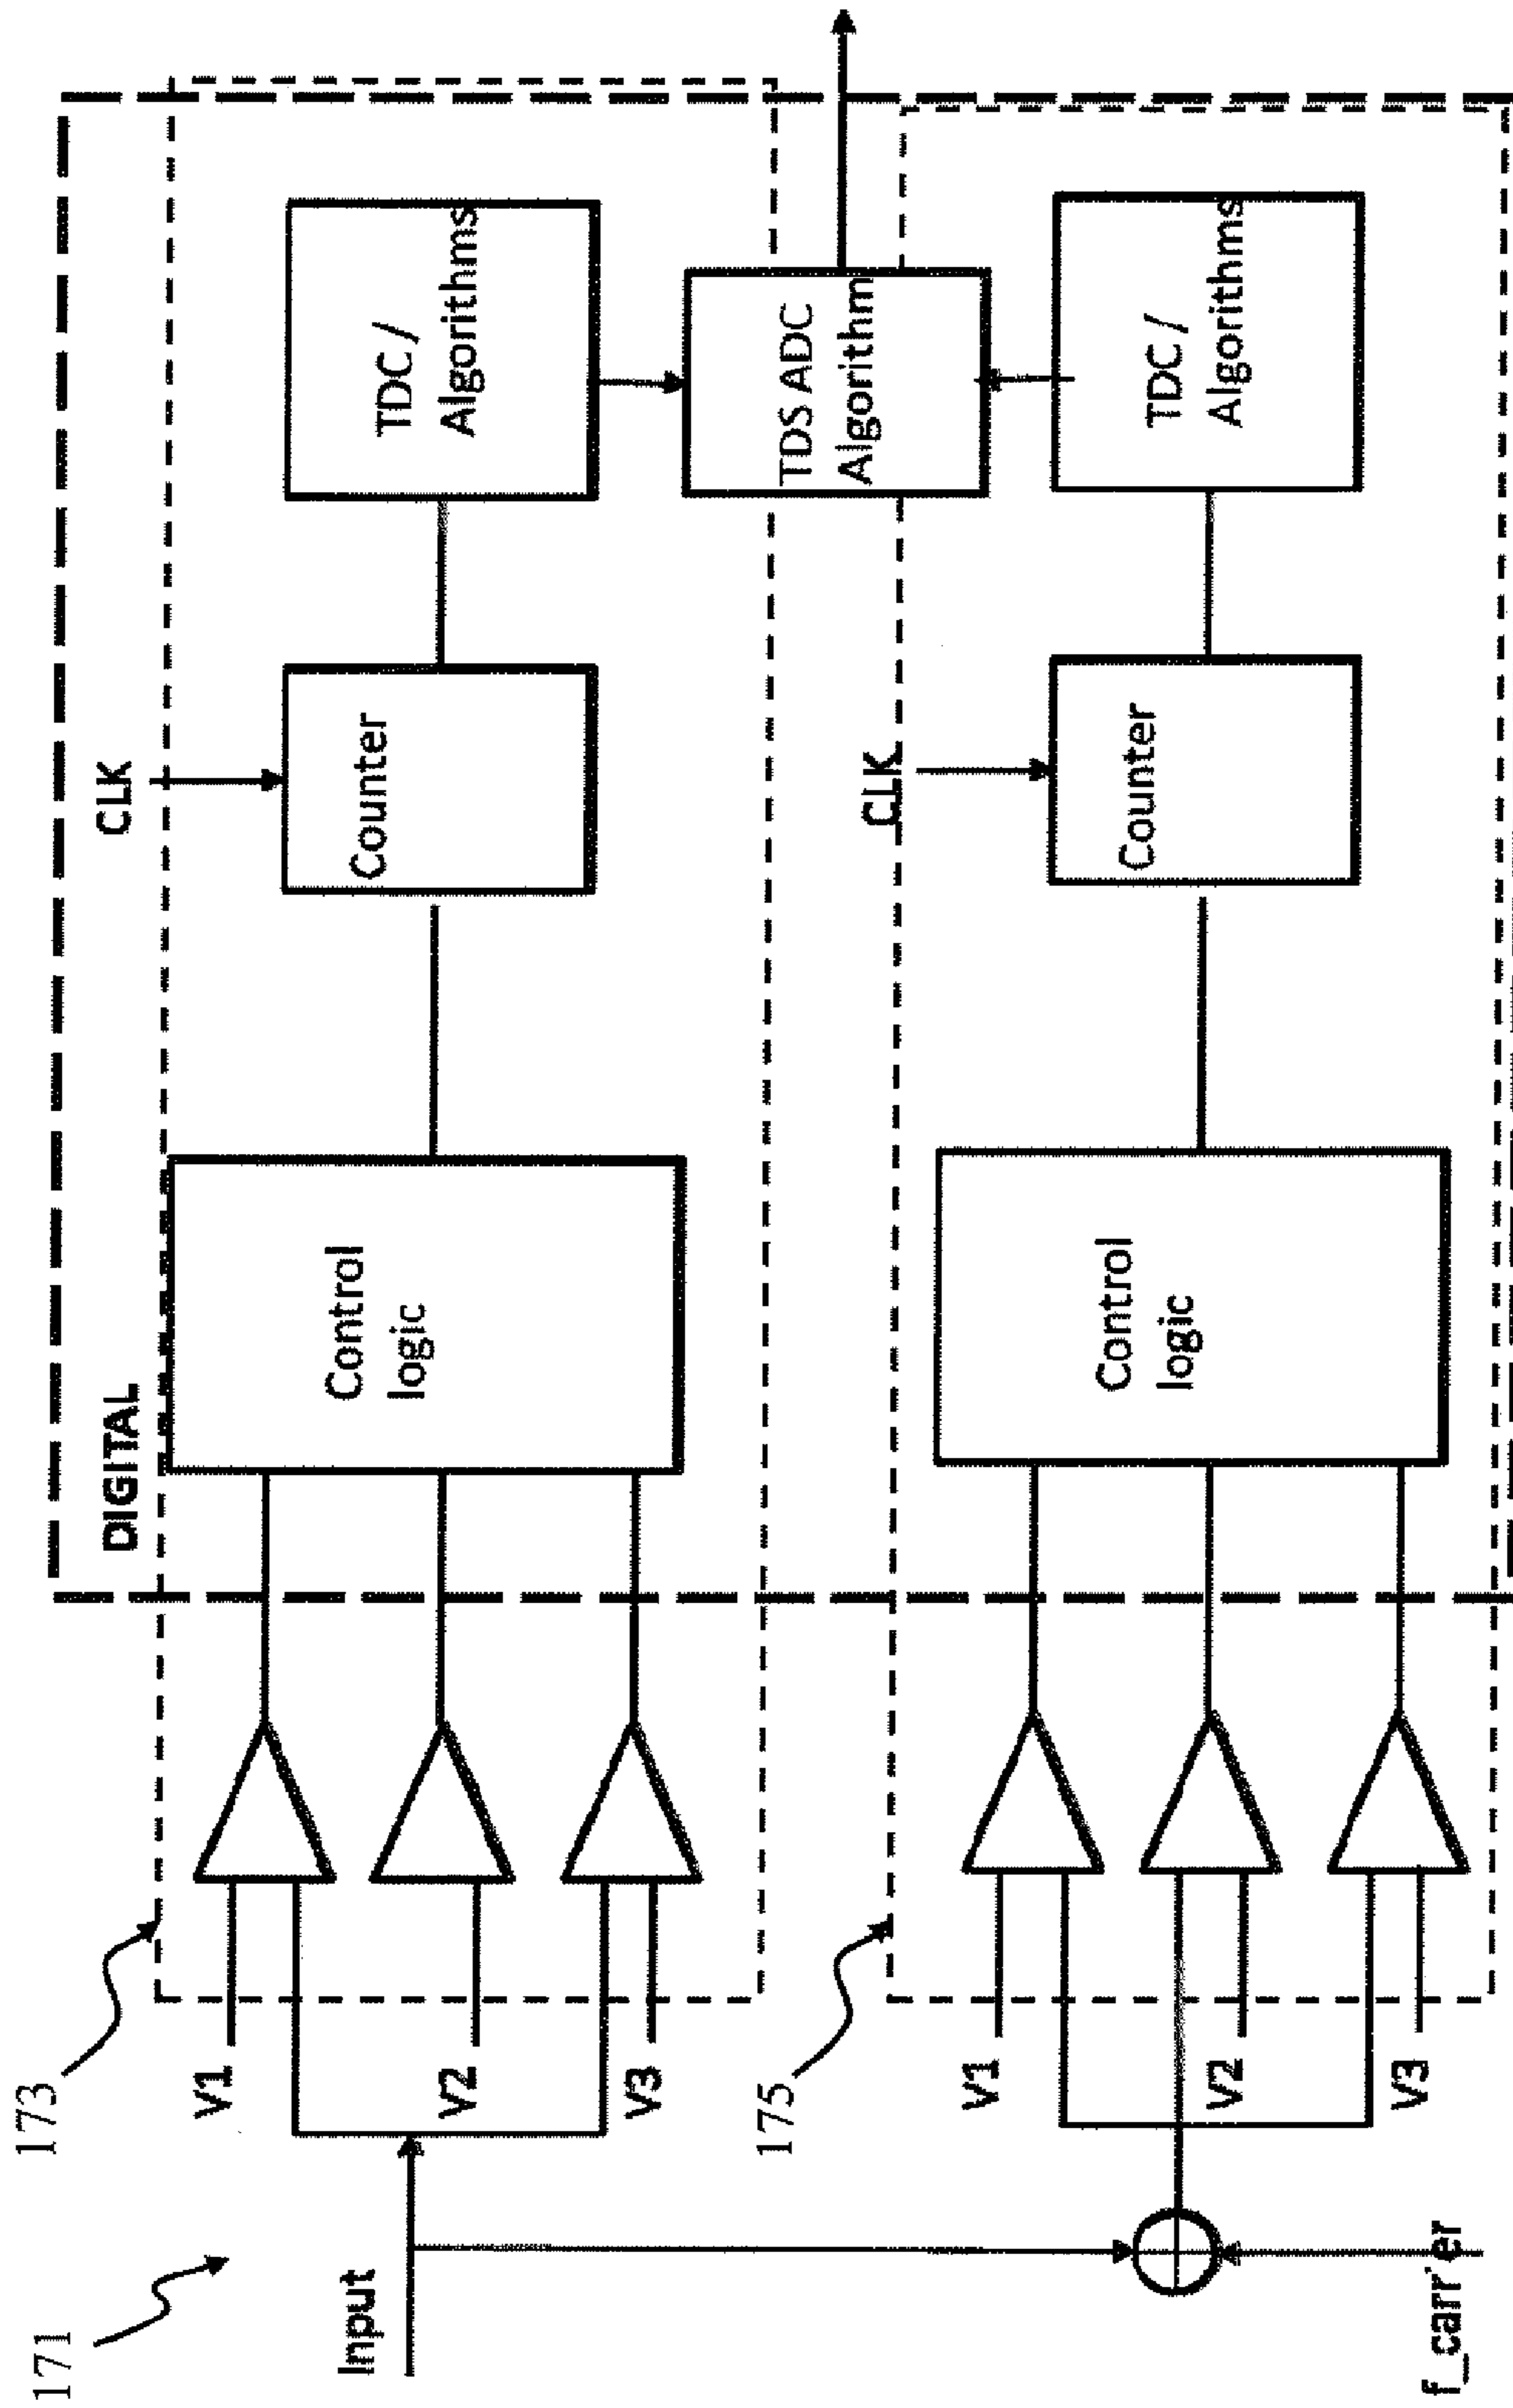 171
173
DIGITAL
CLK
V1
V2
V3
Control
logic
Counter
TDC /
Algorithms
Input
TDS ADC
Algorithm
175
CLK
V1
V2
V3
Control
logic
Counter
TDC /
Algorithms
f_carrier